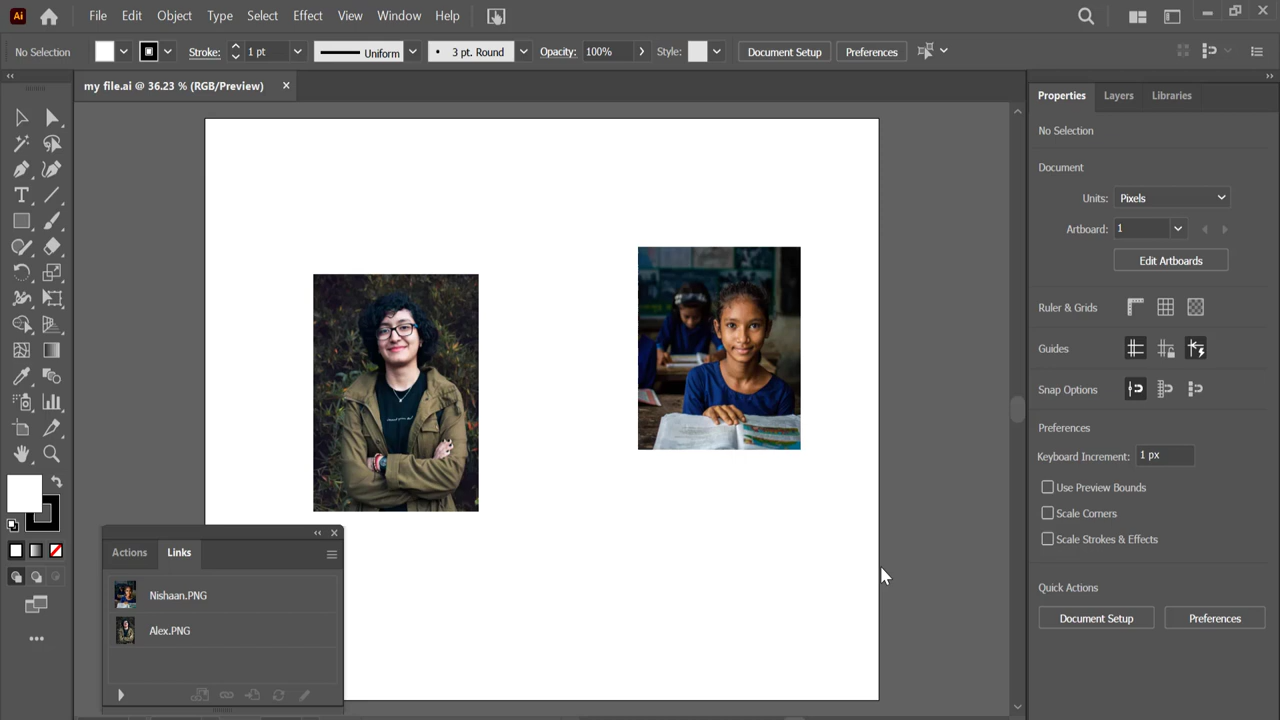 Ai File Edit Object Type Select Effect View Window Help
No Selection Stroke: 1 pt Uniform 3 pt. Round Opacity: 100% Style: Document Setup Preferences
my file.ai @ 36.23 % (RGB/Preview)
Properties Layers Libraries
No Selection
Document
Units: Pixels
Artboard: 1
Edit Artboards
Ruler & Grids
Guides
Snap Options
Preferences
Keyboard Increment: 1 px
Use Preview Bounds
Scale Corners
Scale Strokes & Effects
Quick Actions
Document Setup Preferences
Actions Links
Nishaan.PNG
Alex.PNG